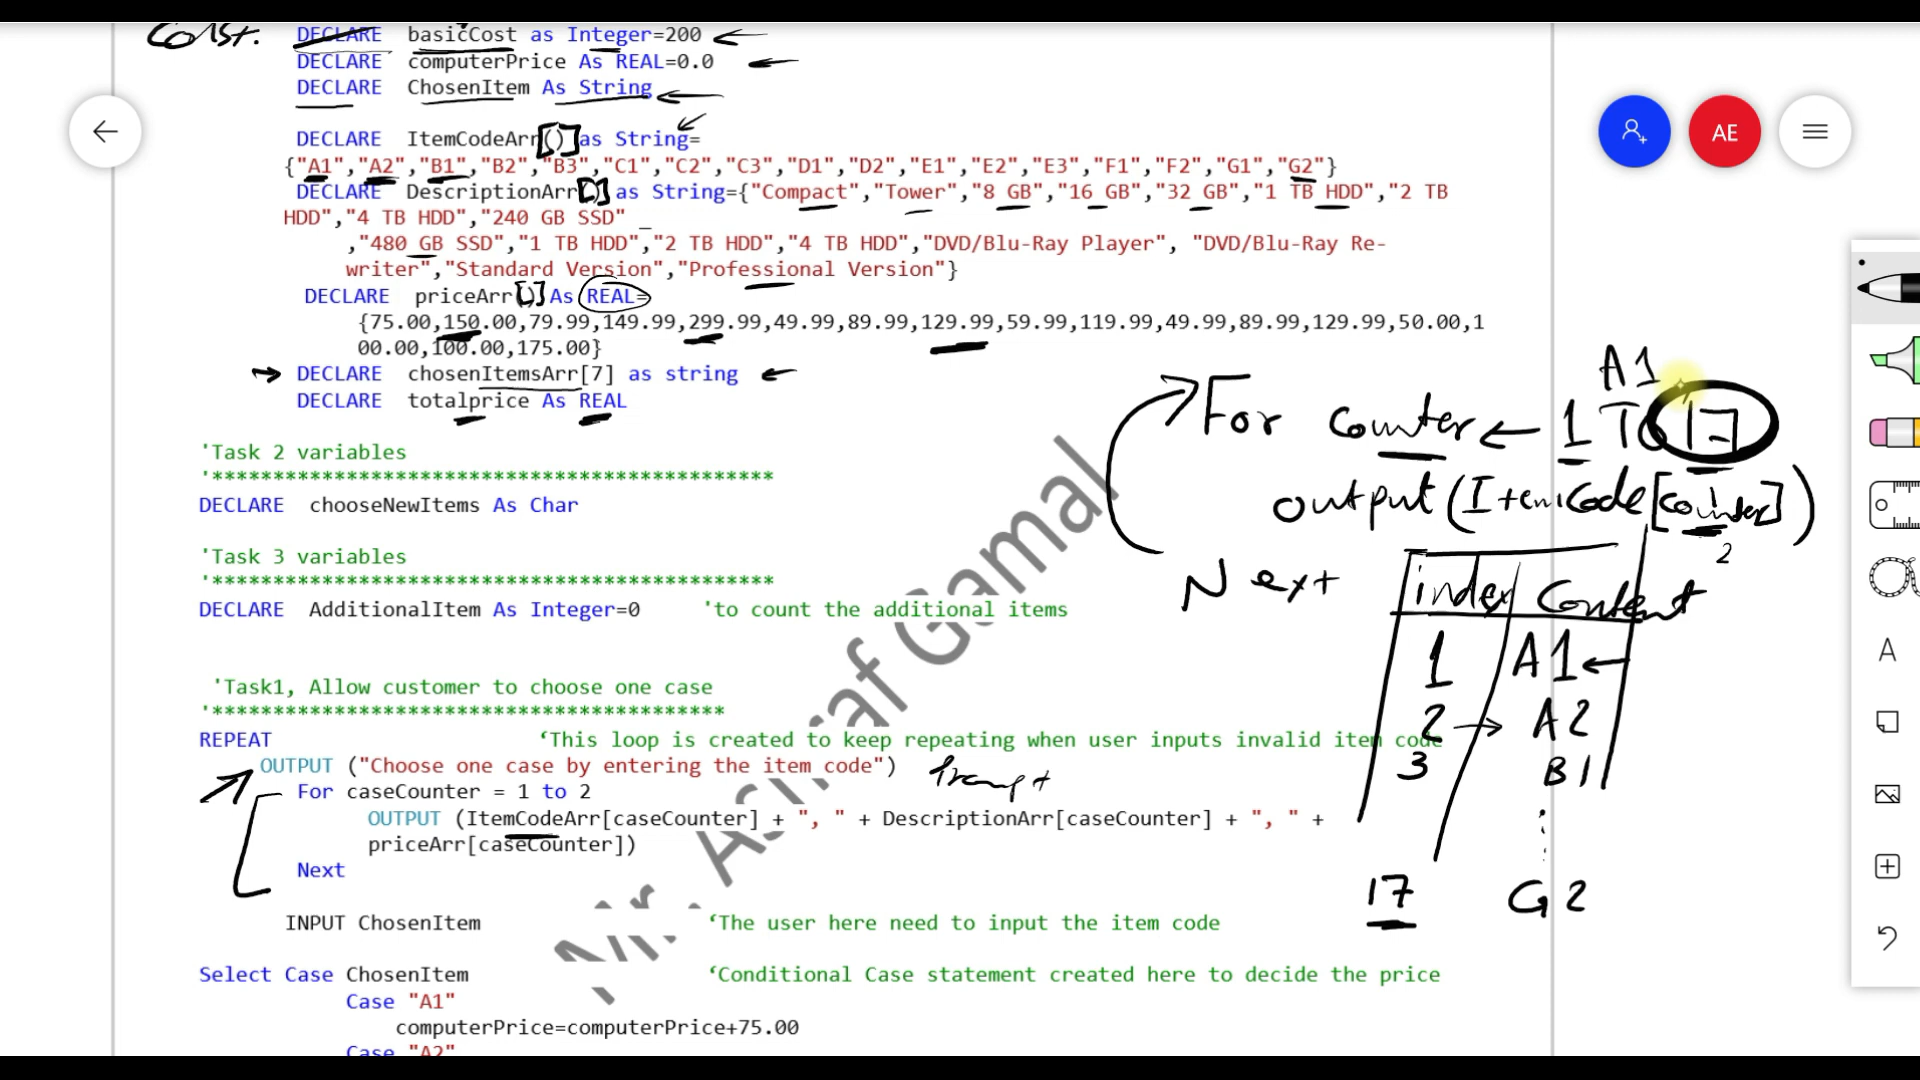 Const. DECLARE basicCost as Integer=200
DECLARE computerPrice As REAL=0.0
DECLARE ChosenItem As String
DECLARE ItemCodeArr[()] as String=
{"A1","A2","B1","B2","B3","C1","C2","C3","D1","D2","E1","E2","E3","F1","F2","G1","G2"}
DECLARE DescriptionArr[()] as String={"Compact","Tower","8 GB","16 GB","32 GB","1 TB HDD","2 TB
HDD","4 TB HDD","240 GB SSD" _
,"480 GB SSD","1 TB HDD","2 TB HDD","4 TB HDD","DVD/Blu-Ray Player", "DVD/Blu-Ray Re-
writer","Standard Version","Professional Version"}
DECLARE priceArr[()] As REAL=
{75.00,150.00,79.99,149.99,299.99,49.99,89.99,129.99,59.99,119.99,49.99,89.99,129.99,50.00,1
00.00,100.00,175.00}
DECLARE chosenItemsArr[7] as string
DECLARE totalprice As REAL
'Task 2 variables
'**********************************************
DECLARE chooseNewItems As Char
'Task 3 variables
'**********************************************
DECLARE AdditionalItem As Integer=0 'to count the additional items
'Task1, Allow customer to choose one case
'******************************************
REPEAT ‘This loop is created to keep repeating when user inputs invalid item code
OUTPUT ("Choose one case by entering the item code") Prompt
For caseCounter = 1 to 2
OUTPUT (ItemCodeArr[caseCounter] + ", " + DescriptionArr[caseCounter] + ", " +
priceArr[caseCounter])
Next
INPUT ChosenItem ‘The user here need to input the item code
Select Case ChosenItem ‘Conditional Case statement created here to decide the price
Case "A1"
computerPrice=computerPrice+75.00
Case "A2"
A1
For Counter ← 1 To 17
output (ItemCode[counter])
1
2
Next
index Content
1 A1 ←
2 → A2
3 B1
17 G2
Mr. Ashraf Gamal
AE
A